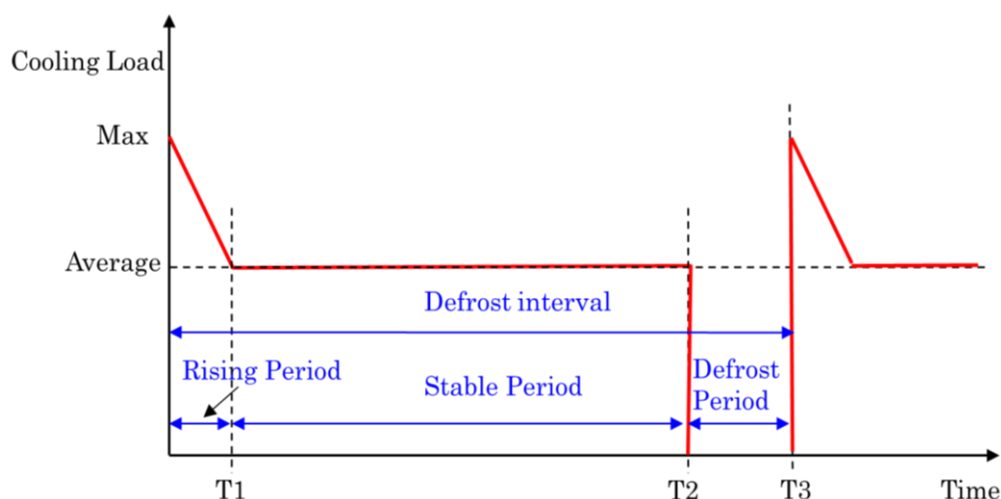 Cooling Load
Max
Average
Defrost interval
Rising Period
Stable Period
Defrost
Period
T1
T2
T3
Time